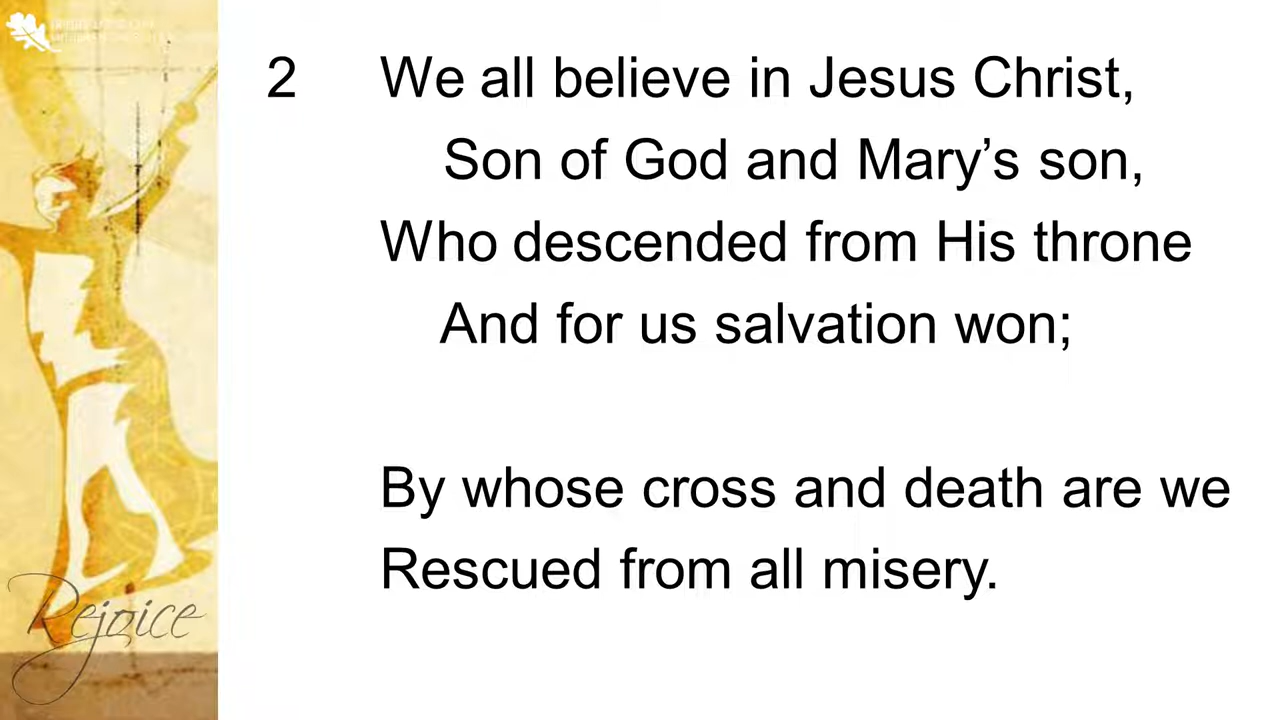 2 We all believe in Jesus Christ,
Son of God and Mary’s son,
Who descended from His throne
And for us salvation won;
By whose cross and death are we
Rescued from all misery.
Rejoice